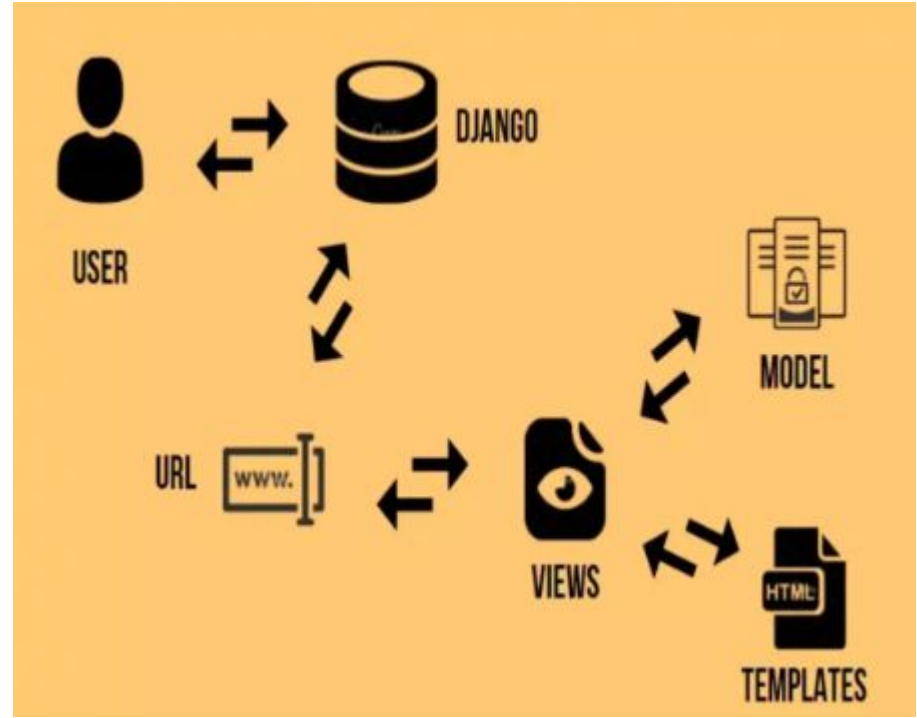 DJANGO
USER
MODEL
URL
www.
VIEWS
HTML
TEMPLATES